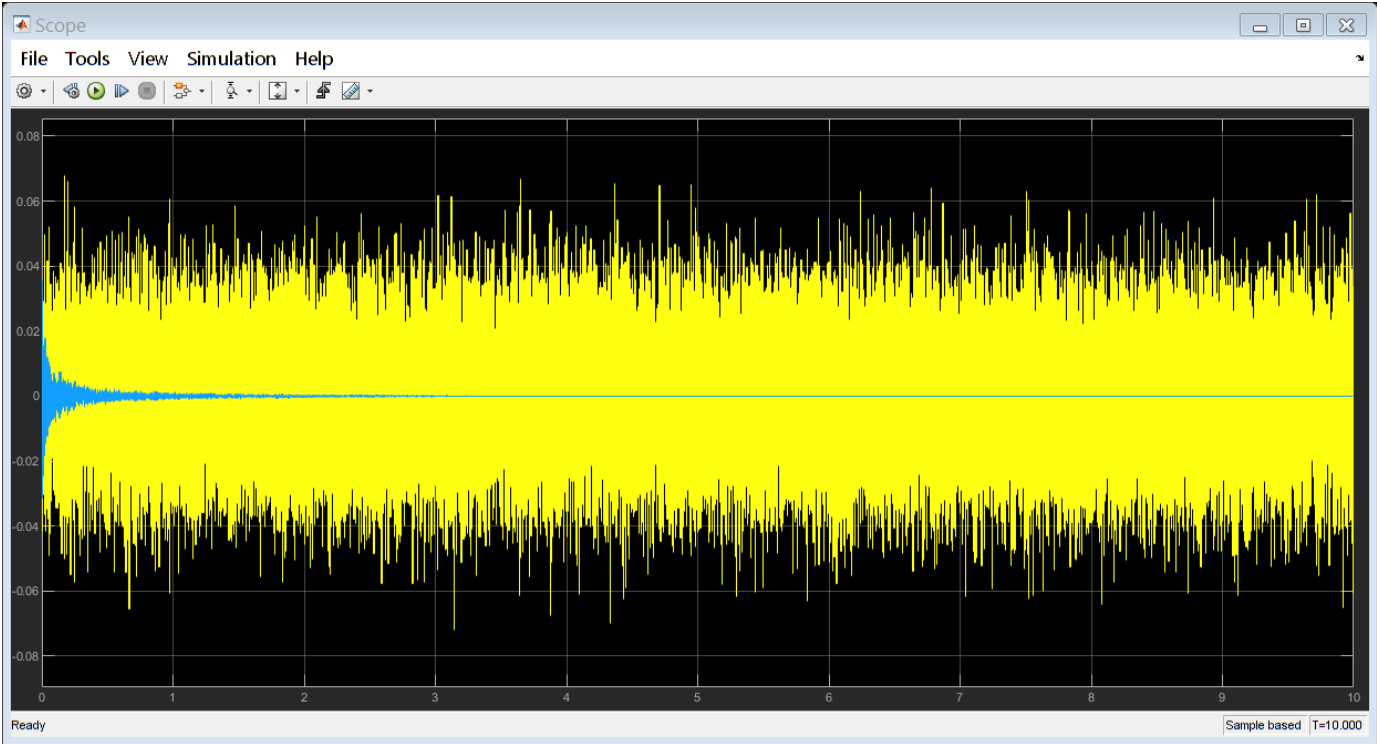 Scope
File Tools View Simulation Help
0.08
0.06
0.04
0.02
0
-0.02
-0.04
-0.06
-0.08
0 1 2 3 4 5 6 7 8 9 10
Ready Sample based T=10.000